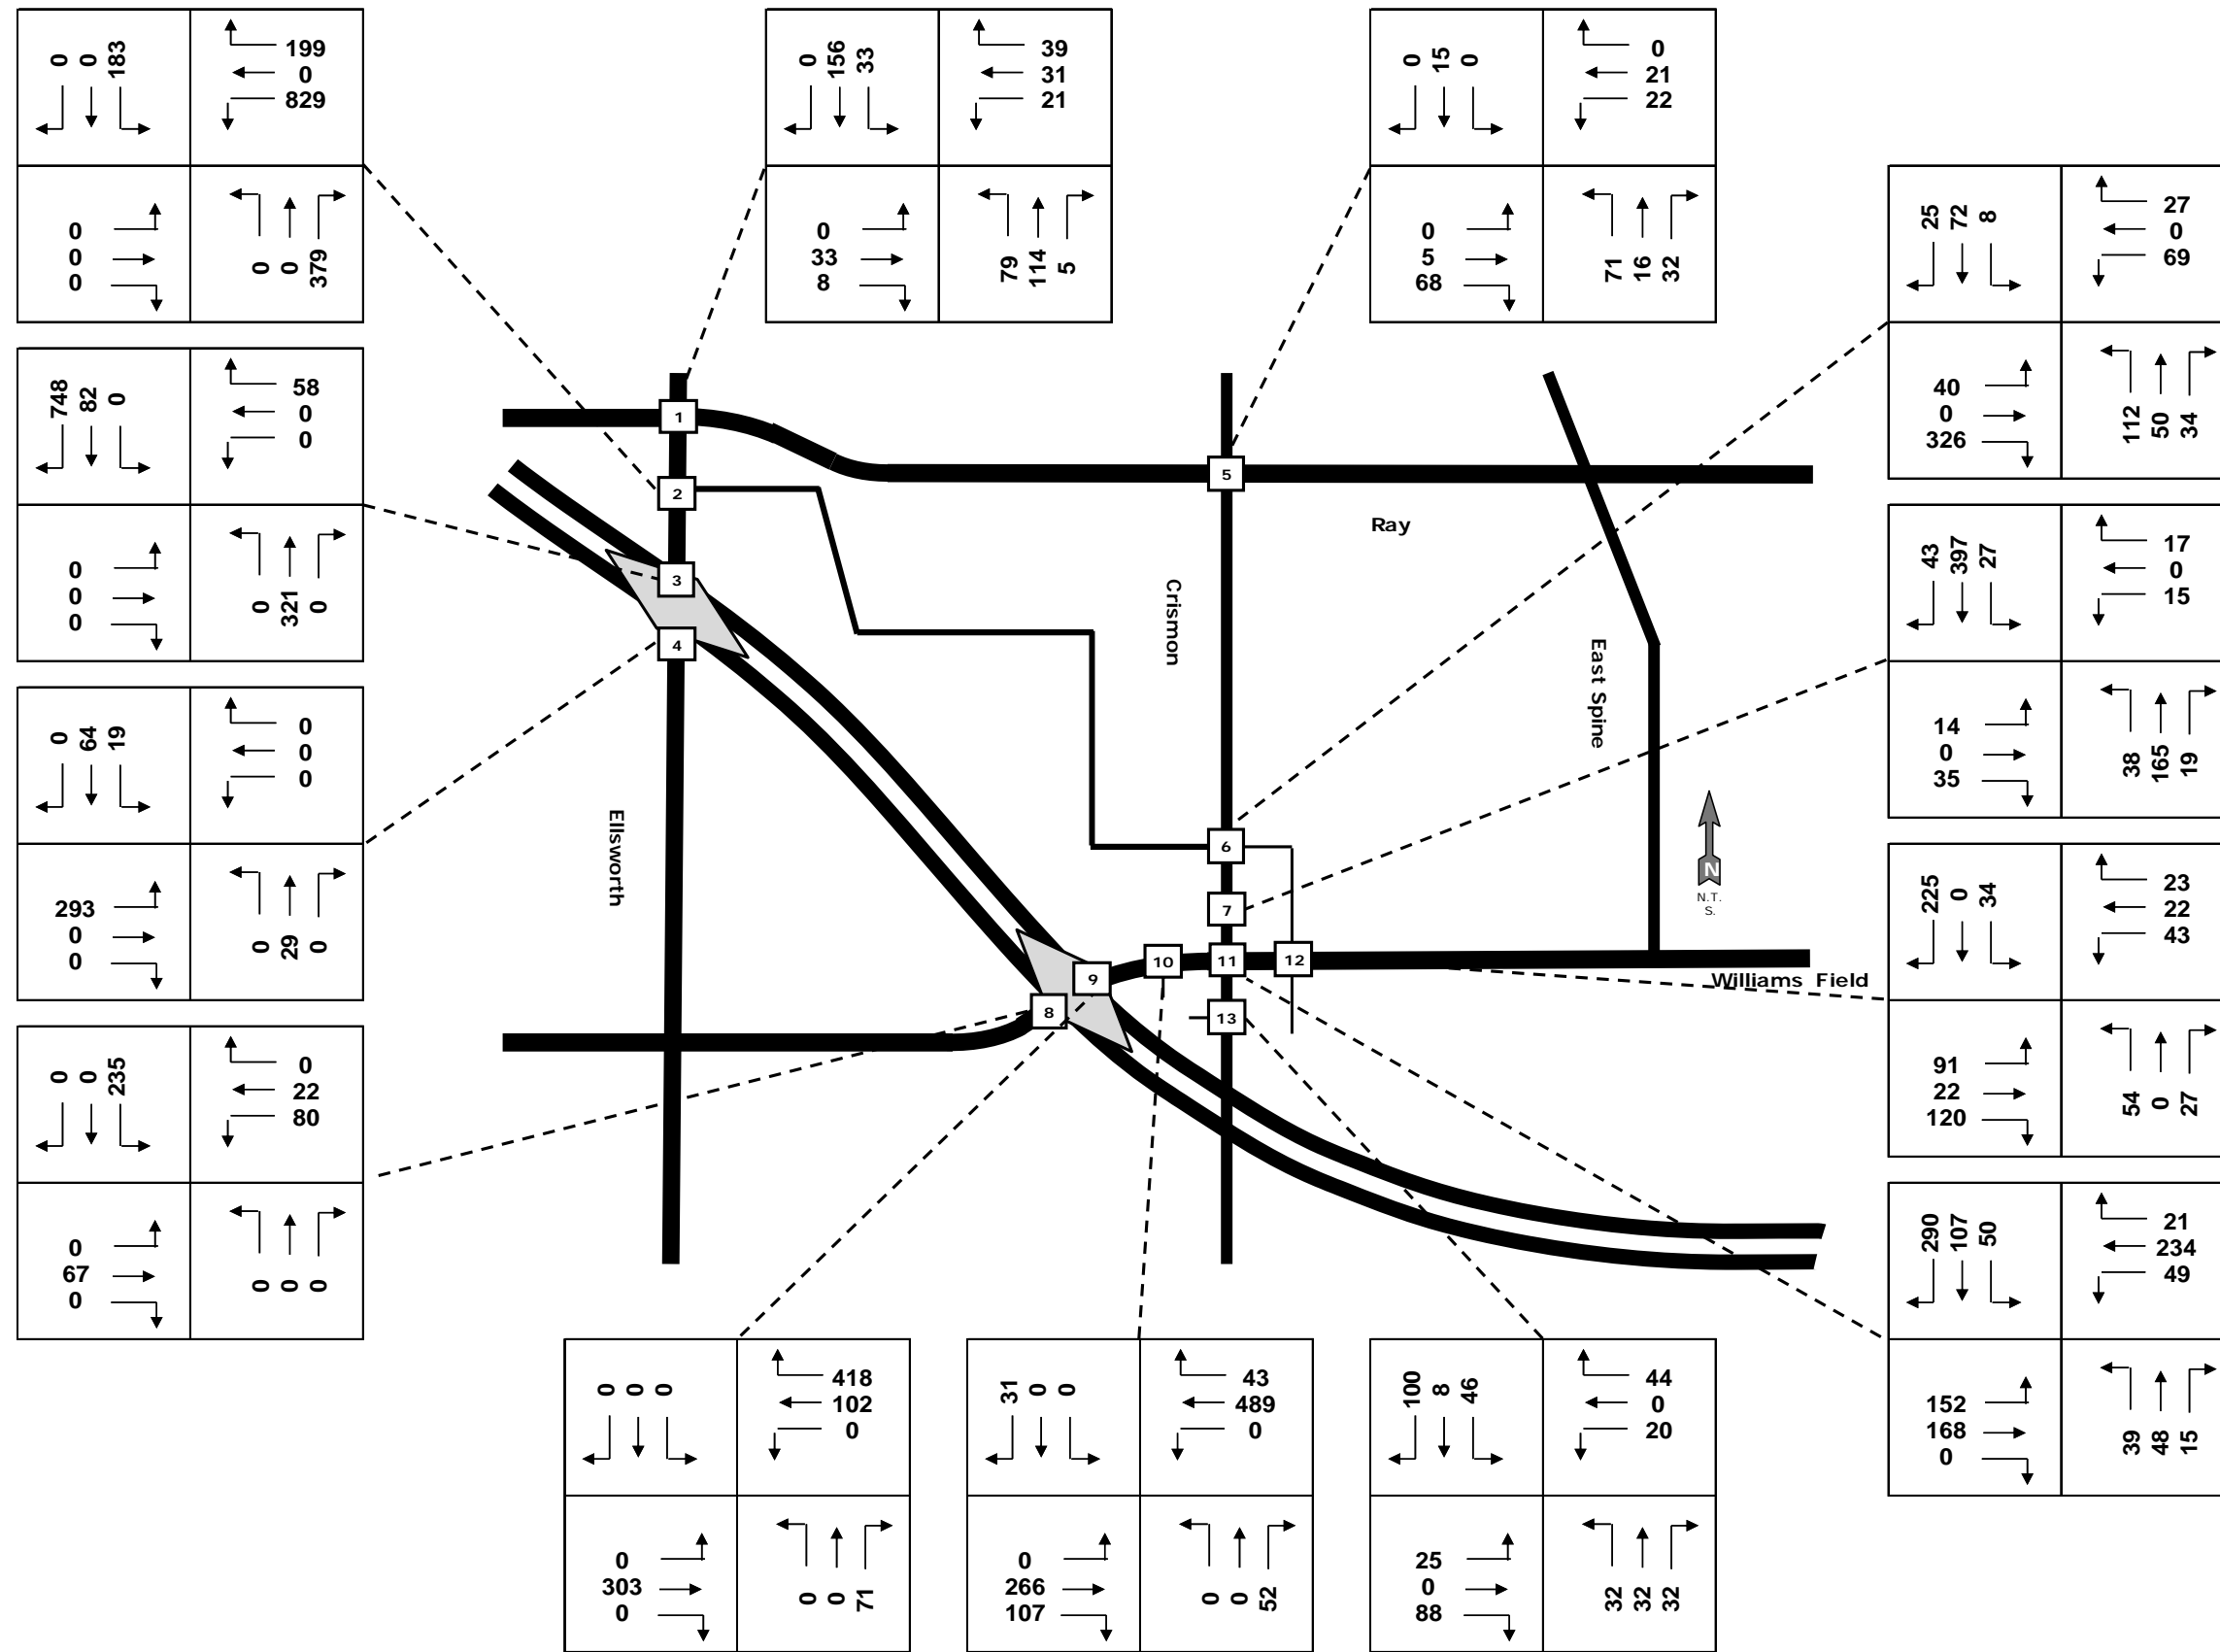 0 0 183
199
0
829
0
0
0
0 0 379
0 156 33
39
31
21
0
33
8
79 114 5
0 15 0
0
21
22
0
5
68
71 16 32
25 72 8
27
0
69
40
0
326
112 50 34
748 82 0
58
0
0
0
0
0
0 321 0
43 397 27
17
0
15
14
0
35
38 165 19
0 64 19
0
0
0
293
0
0
0 29 0
225 0 34
23
22
43
91
22
120
54 0 27
0 0 235
0
22
80
0
67
0
0 0 0
290 107 50
21
234
49
152
168
0
39 48 15
1
2
3
4
5
6
7
8
9
10
11
12
13
Ray
Crismon
East Spine
Ellsworth
Williams Field
N
N.T.
S.
0 0 0
418
102
0
0
303
0
0 0 71
31 0 0
43
489
0
0
266
107
0 0 52
100 8 46
44
0
20
25
0
88
32 32 32